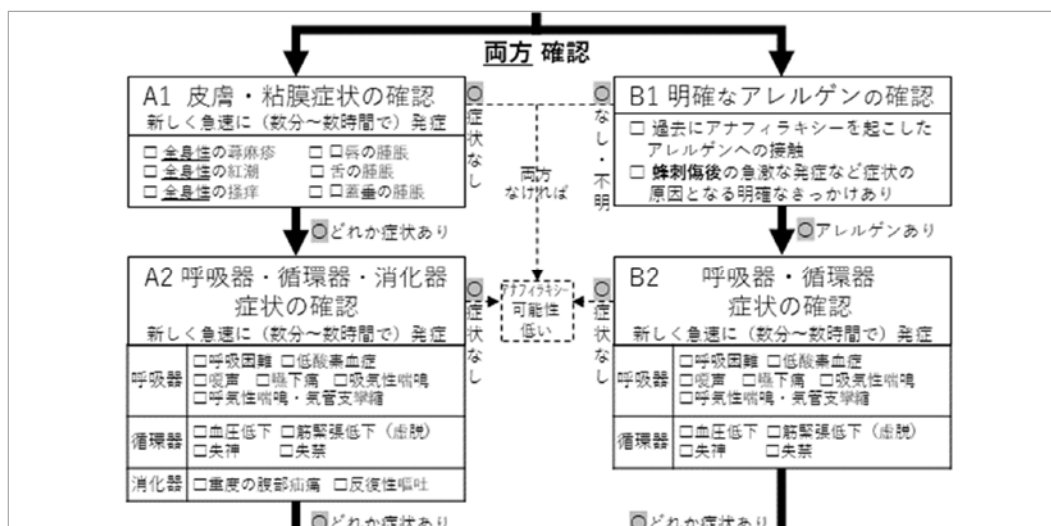 両方 確認
A1 皮膚・粘膜症状の確認
新しく急速に（数分～数時間で）発症
□ 全身性の蕁麻疹 □ 口唇の腫脹
□ 全身性の紅潮 □ 舌の腫脹
□ 全身性の掻痒 □ 口蓋垂の腫脹
○症状なし
両方
なければ
○なし・不明
B1 明確なアレルゲンの確認
□ 過去にアナフィラキシーを起こした
アレルゲンへの接触
□ 蜂刺傷後の急激な発症など症状の
原因となる明確なきっかけあり
○どれか症状あり
○アレルゲンあり
A2 呼吸器・循環器・消化器
症状の確認
新しく急速に（数分～数時間で）発症
呼吸器
□呼吸困難 □低酸素血症
□嗄声 □嚥下痛 □吸気性喘鳴
□呼気性喘鳴・気管支攣縮
循環器
□血圧低下 □筋緊張低下（虚脱）
□失神 □失禁
消化器 □重度の腹部疝痛 □反復性嘔吐
○症状なし
アナフィラキシー
可能性
低い
○症状なし
B2 呼吸器・循環器
症状の確認
新しく急速に（数分～数時間で）発症
呼吸器
□呼吸困難 □低酸素血症
□嗄声 □嚥下痛 □吸気性喘鳴
□呼気性喘鳴・気管支攣縮
循環器
□血圧低下 □筋緊張低下（虚脱）
□失神 □失禁
○どれか症状あり
○どれか症状あり